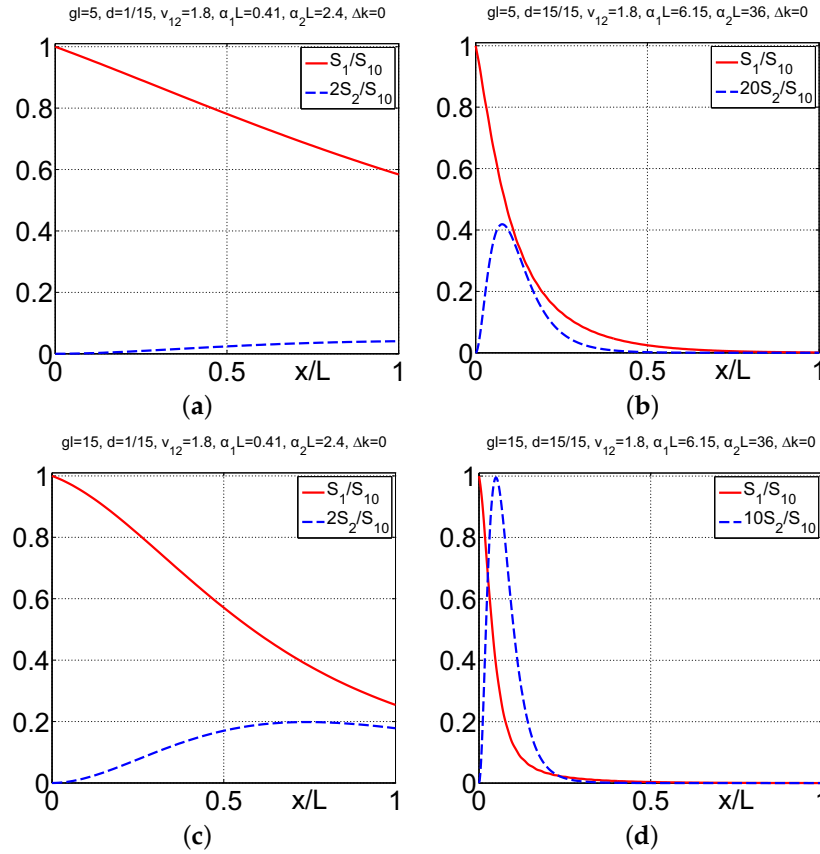 gl=5, d=1/15, v₁₂=1.8, α₁L=0.41, α₂L=2.4, Δk=0
1
0.8
0.6
0.4
0.2
0
S₁/S₁₀
2S₂/S₁₀
0
0.5
x/L
1
(a)
gl=5, d=15/15, v₁₂=1.8, α₁L=6.15, α₂L=36, Δk=0
1
0.8
0.6
0.4
0.2
0
S₁/S₁₀
20S₂/S₁₀
0
0.5
x/L
1
(b)
gl=15, d=1/15, v₁₂=1.8, α₁L=0.41, α₂L=2.4, Δk=0
1
0.8
0.6
0.4
0.2
0
S₁/S₁₀
2S₂/S₁₀
0
0.5
x/L
1
(c)
gl=15, d=15/15, v₁₂=1.8, α₁L=6.15, α₂L=36, Δk=0
1
0.8
0.6
0.4
0.2
0
S₁/S₁₀
10S₂/S₁₀
0
0.5
x/L
1
(d)